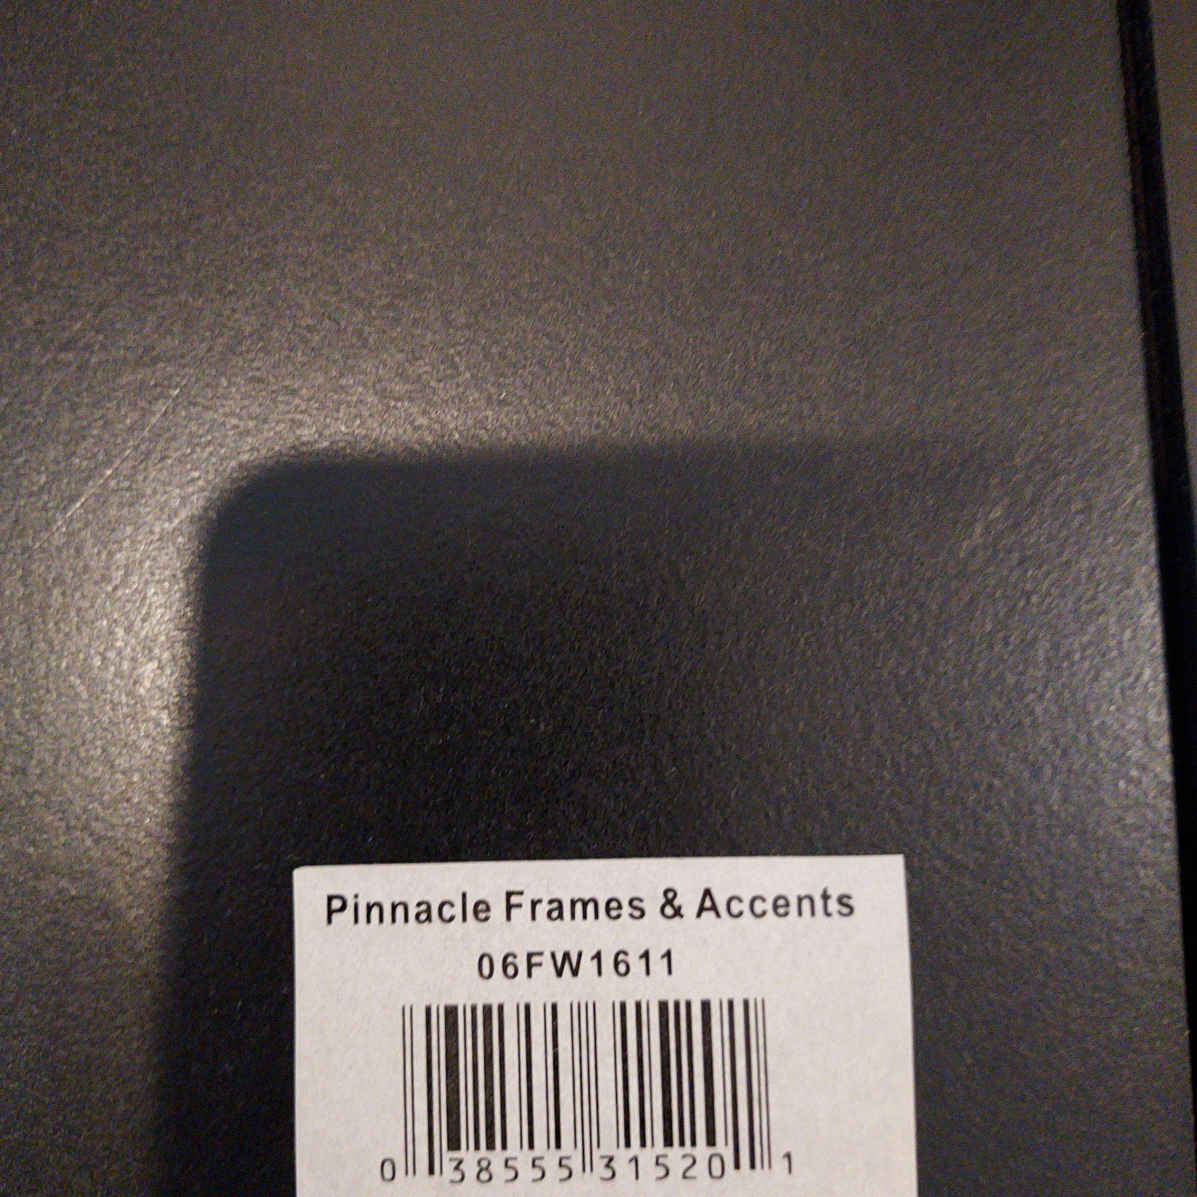 Pinnacle Frames & Accents
06FW1611
0 38555 31520 1